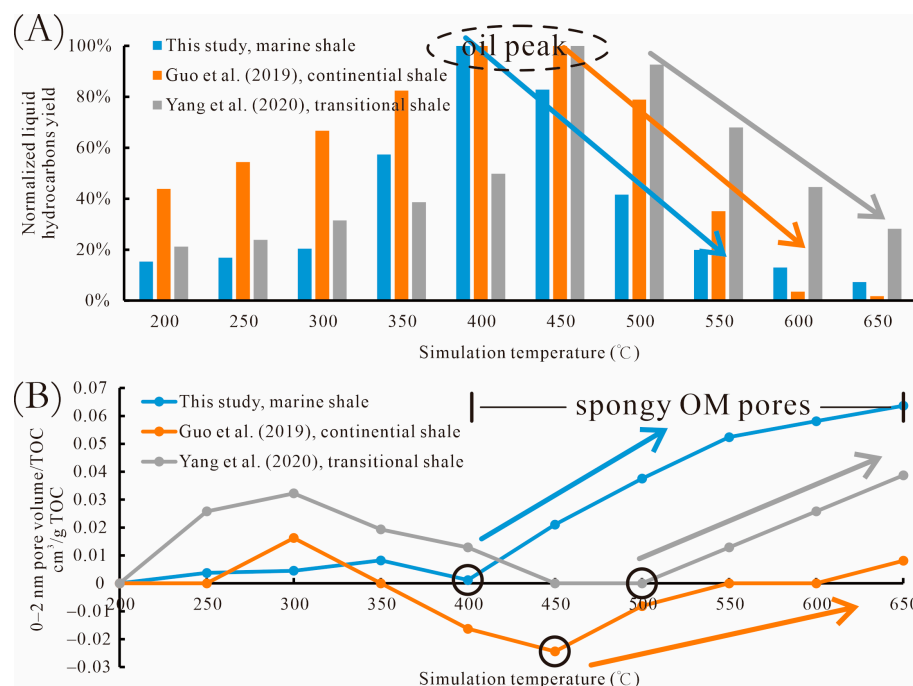 (A)
Normalized liquid
hydrocarbons yield
100%
80%
60%
40%
20%
0%
This study, marine shale
Guo et al. (2019), continential shale
Yang et al. (2020), transitional shale
oil peak
200 250 300 350 400 450 500 550 600 650
Simulation temperature (℃)
(B)
0–2 nm pore volume/TOC
cm³/g TOC
0.07
0.06
0.05
0.04
0.03
0.02
0.01
0
−0.01
−0.02
−0.03
This study, marine shale
Guo et al. (2019), continential shale
Yang et al. (2020), transitional shale
spongy OM pores
200 250 300 350 400 450 500 550 600 650
Simulation temperature (℃)